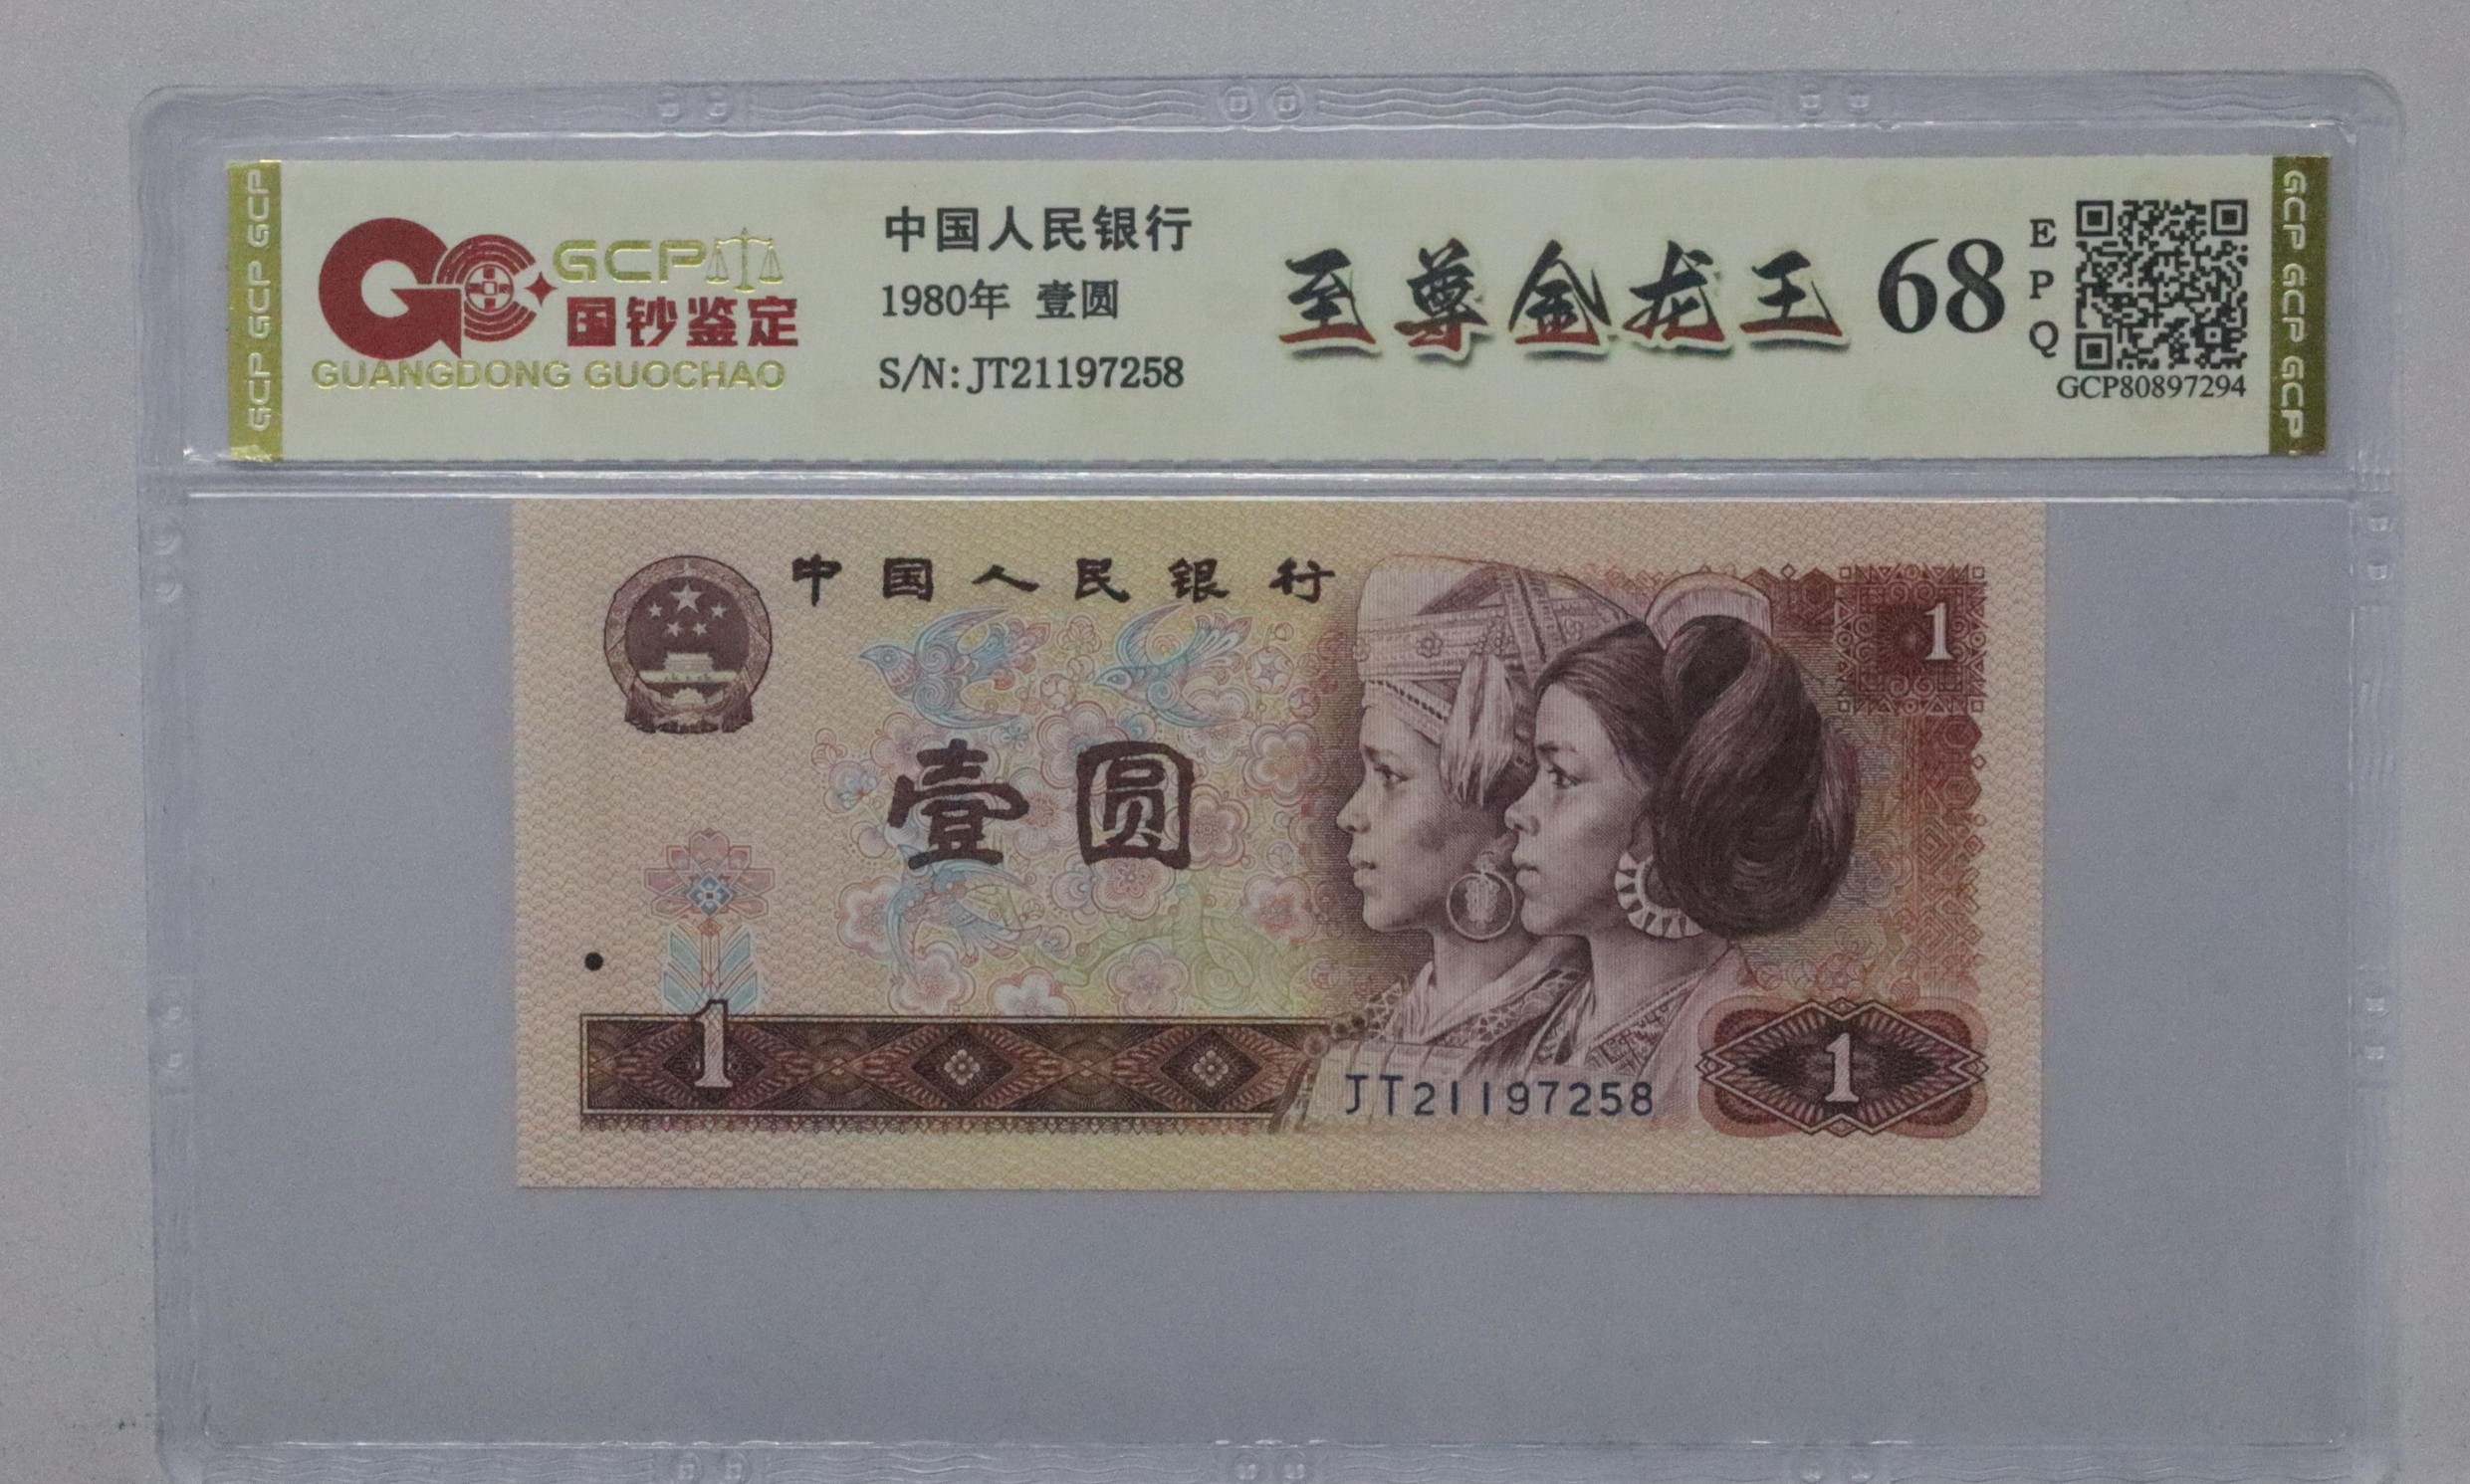 GCP GCP GCP
GCP
国钞鉴定
GUANGDONG GUOCHAO
中国人民银行
1980年 壹圆
S/N: JT21197258
至尊金龙王
68
EPQ
GCP80897294
GCP GCP GCP
中国人民银行
1
壹圆
1
JT21197258
1